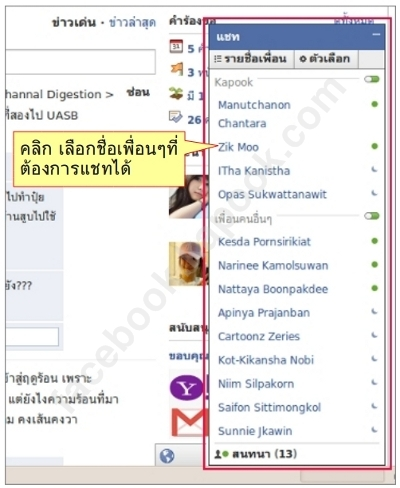 ข่าวเด่น · ข่าวล่าสุด
hannal Digestion > ซ่อน
ที่สองไป UASB
ไปทำปุ๋ย
านสูบไปใช้
ยัง???
้าสู่ฤดูร้อน เพราะ
แต่ยังไงความร้อนที่มา
ม คงเส้นคงวา
คำร้องขอ
ดูทั้งหมด
สนับสนุ
ขอบคุณ
คลิก เลือกชื่อเพื่อนๆที่
ต้องการแชทได้
แชท
รายชื่อเพื่อน ตัวเลือก
Kapook
Manutchanon
Chantara
Zik Moo
ITha Kanistha
Opas Sukwattanawit
เพื่อนคนอื่นๆ
Kesda Pornsirikiat
Narinee Kamolsuwan
Nattaya Boonpakdee
Apinya Prajanban
Cartoonz Zeries
Kot-Kikansha Nobi
Niim Silpakorn
Saifon Sittimongkol
Sunnie Jkawin
สนทนา (13)
facebook.kapook.com